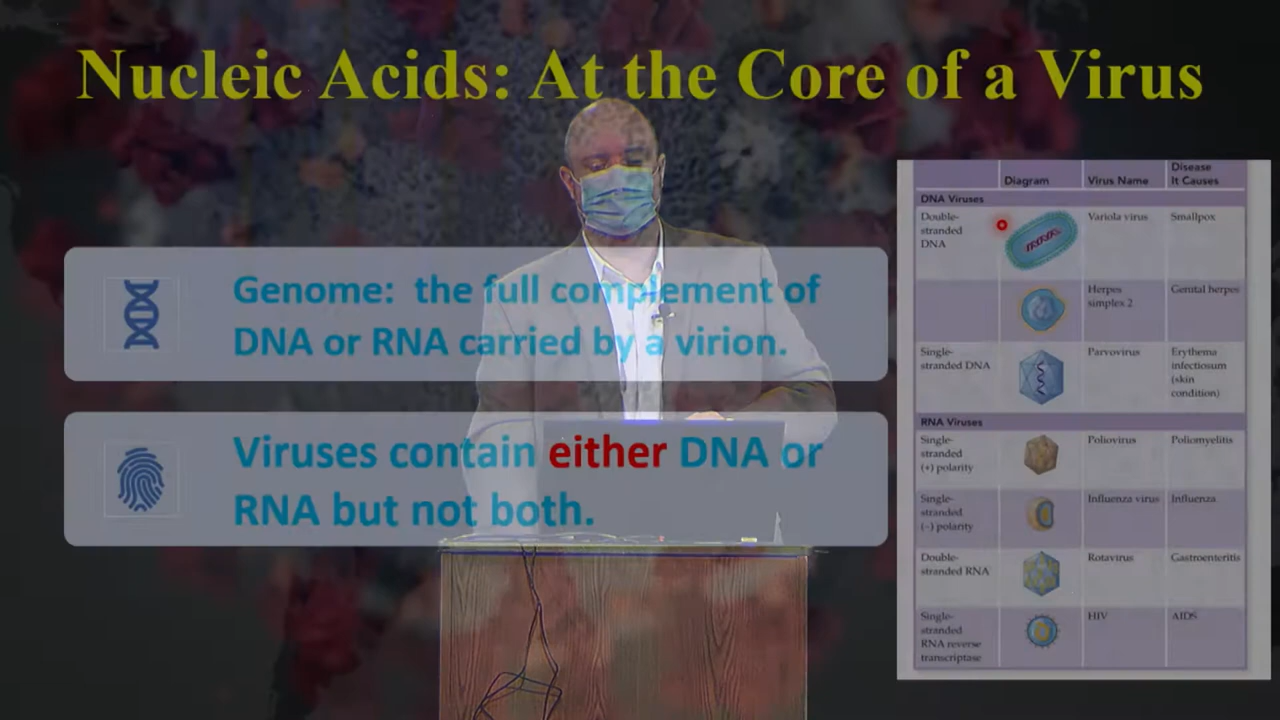 Nucleic Acids: At the Core of a Virus
Genome: the full complement of
DNA or RNA carried by a virion.
Viruses contain either DNA or
RNA but not both.
Diagram Virus Name Disease
It Causes
DNA Viruses
Double-
stranded
DNA
Variola virus
Smallpox
Herpes
simplex 2
Genital herpes
Single-
stranded DNA
Parvovirus
Erythema
infectiosum
(skin
condition)
RNA Viruses
Single-
stranded
(+) polarity
Poliovirus
Poliomyelitis
Single-
stranded
(–) polarity
Influenza virus
Influenza
Double-
stranded RNA
Rotavirus
Gastroenteritis
Single-
stranded
RNA reverse
transcriptase
HIV
AIDS